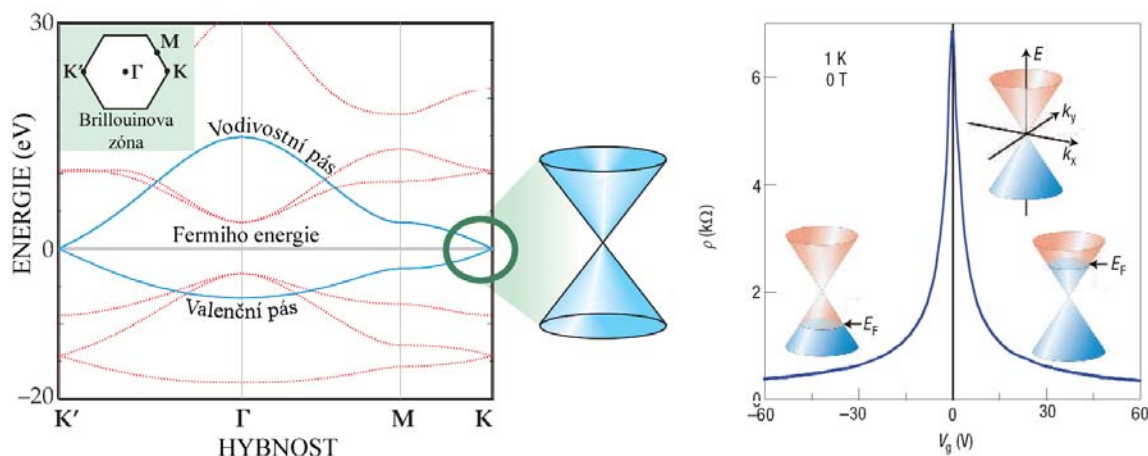 30
ENERGIE (eV)
0
–20
K'
Γ
M
K
HYBNOST
M
K'
Γ
K
Brillouinova
zóna
Vodivostní pás
Fermiho energie
Valenční pás
1 K
0 T
E
k_y
k_x
E_F
E_F
ρ (kΩ)
6
4
2
0
–60
–30
0
30
60
V_g (V)